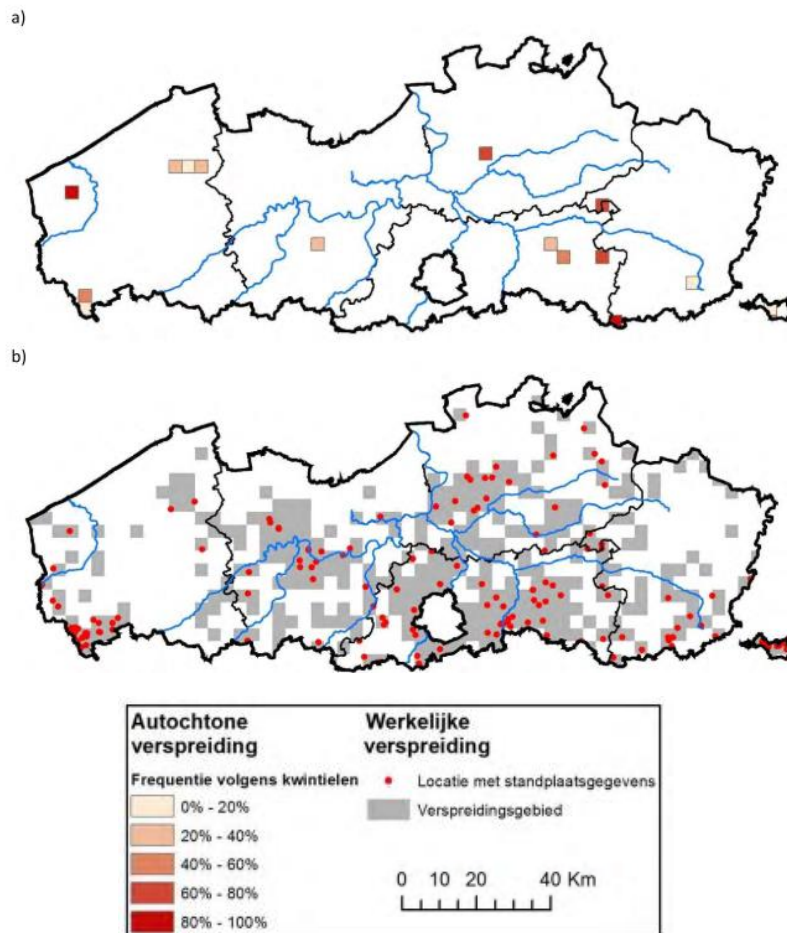 a)
b)
Autochtone
verspreiding
Frequentie volgens kwintielen
0% - 20%
20% - 40%
40% - 60%
60% - 80%
80% - 100%
Werkelijke
verspreiding
Locatie met standplaatsgegevens
Verspreidingsgebied
0 10 20 40 Km